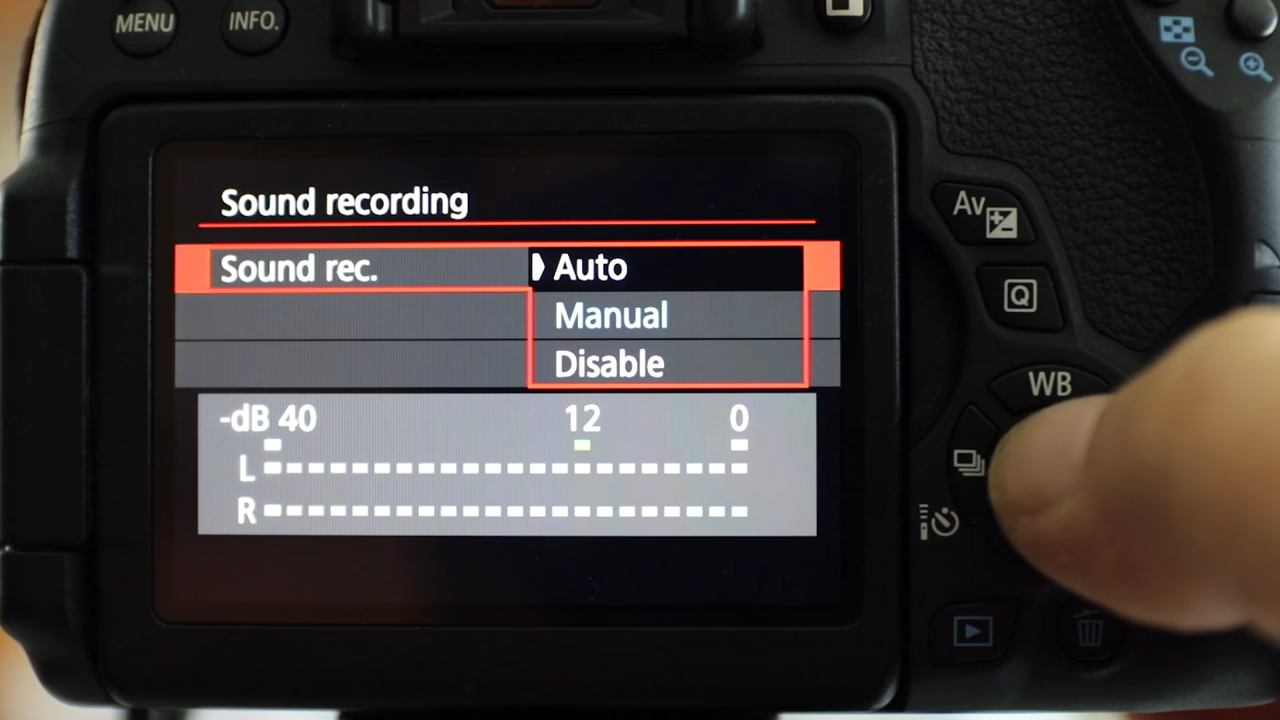 MENU INFO.
Sound recording
Sound rec. Auto
Manual
Disable
-dB 40 12 0
L
R
Av
Q
WB